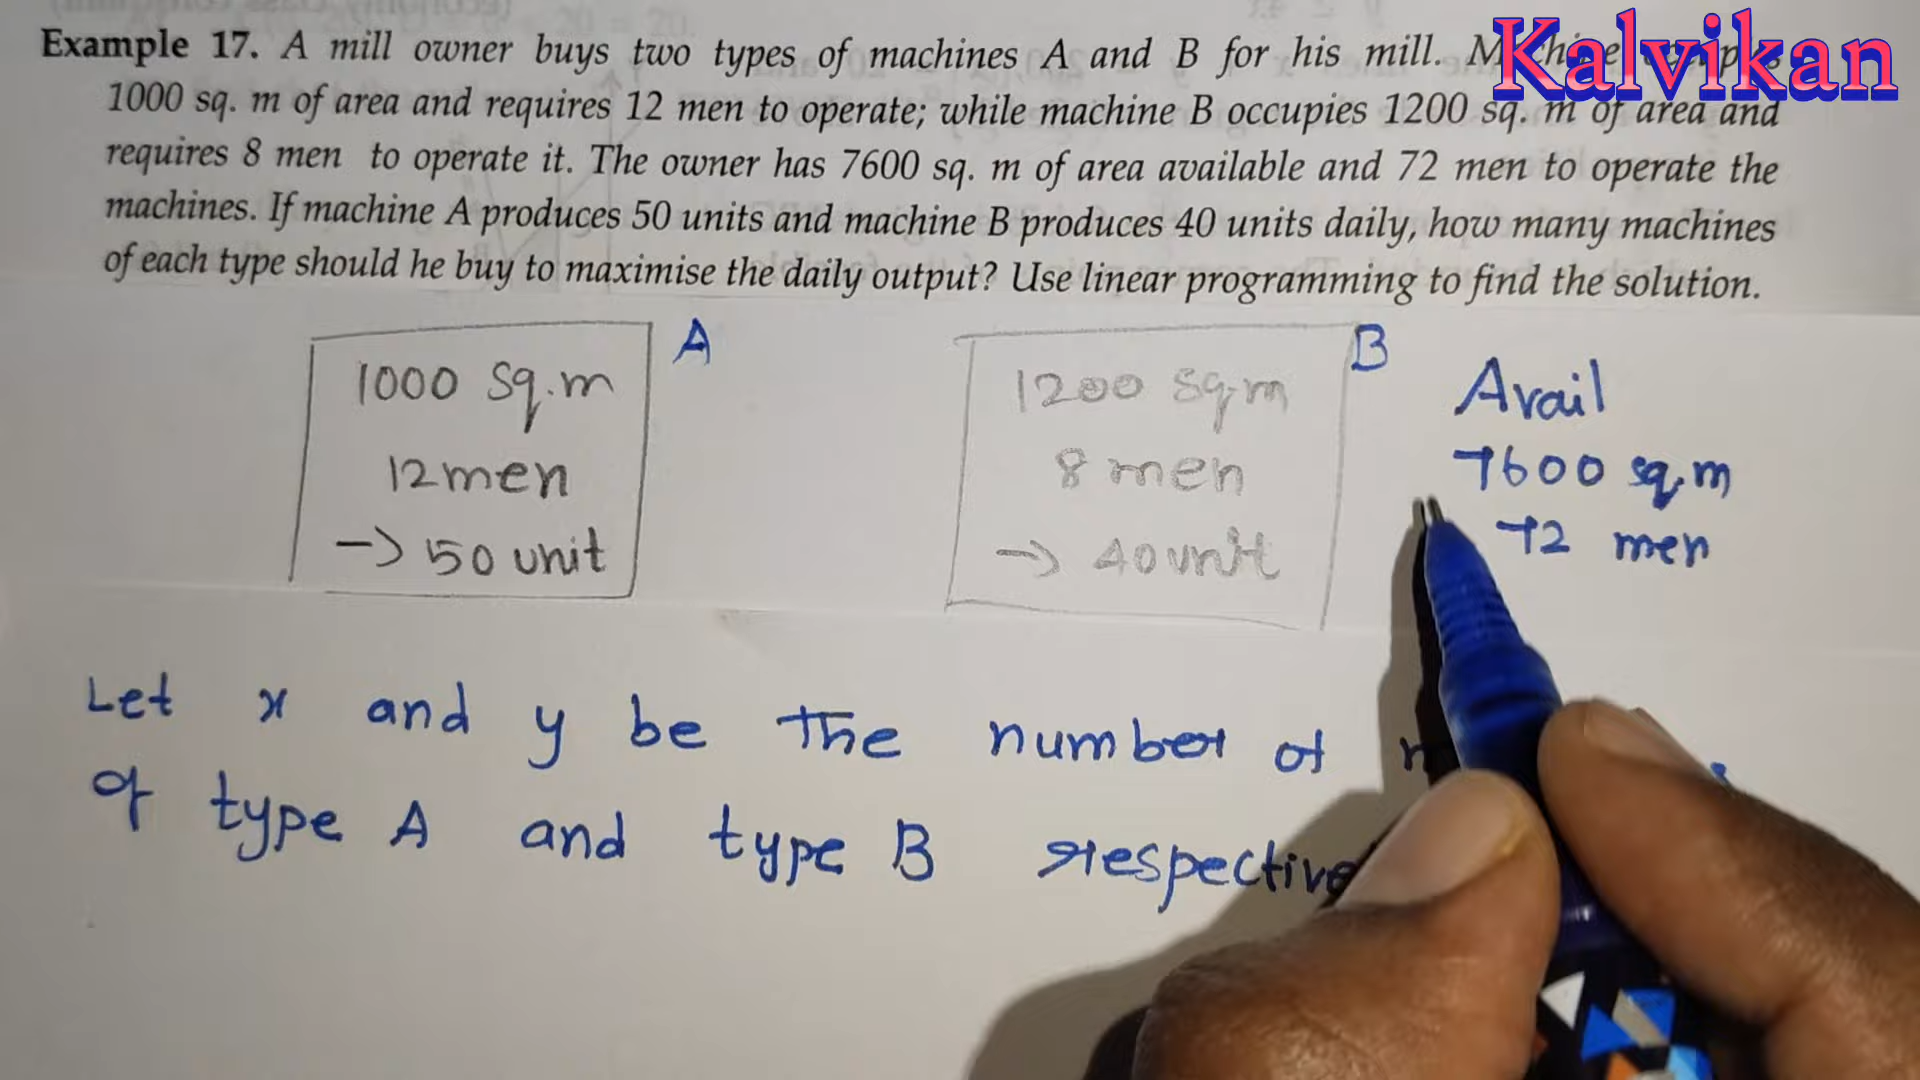 Example 17. A mill owner buys two types of machines A and B for his mill.
Kalvikan
1000 sq. m of area and requires 12 men to operate; while machine B occupies 1200 sq. m of area and
requires 8 men to operate it. The owner has 7600 sq. m of area available and 72 men to operate the
machines. If machine A produces 50 units and machine B produces 40 units daily, how many machines
of each type should he buy to maximise the daily output? Use linear programming to find the solution.
A
1000 sq.m
12 men
-> 50 unit
B
1200 sq.m
8 men
-> 40 unit
Avail
7600 sq.m
72 men
Let x and y be the number of
of type A and type B